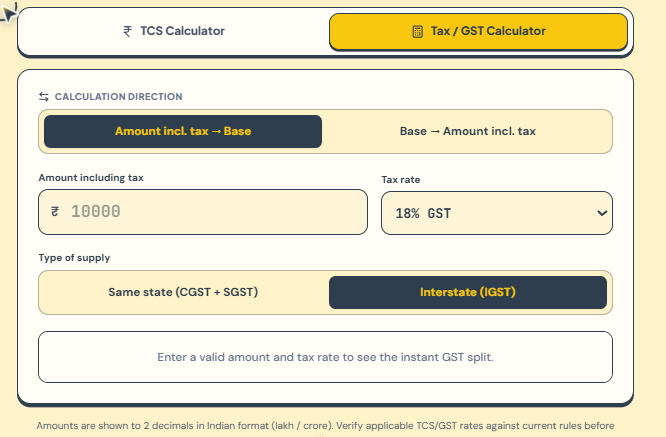 ₹ TCS Calculator
Tax / GST Calculator
CALCULATION DIRECTION
Amount incl. tax → Base
Base → Amount incl. tax
Amount including tax
Tax rate
₹ 10000
18% GST
Type of supply
Same state (CGST + SGST)
Interstate (IGST)
Enter a valid amount and tax rate to see the instant GST split.
Amounts are shown to 2 decimals in Indian format (lakh / crore). Verify applicable TCS/GST rates against current rules before